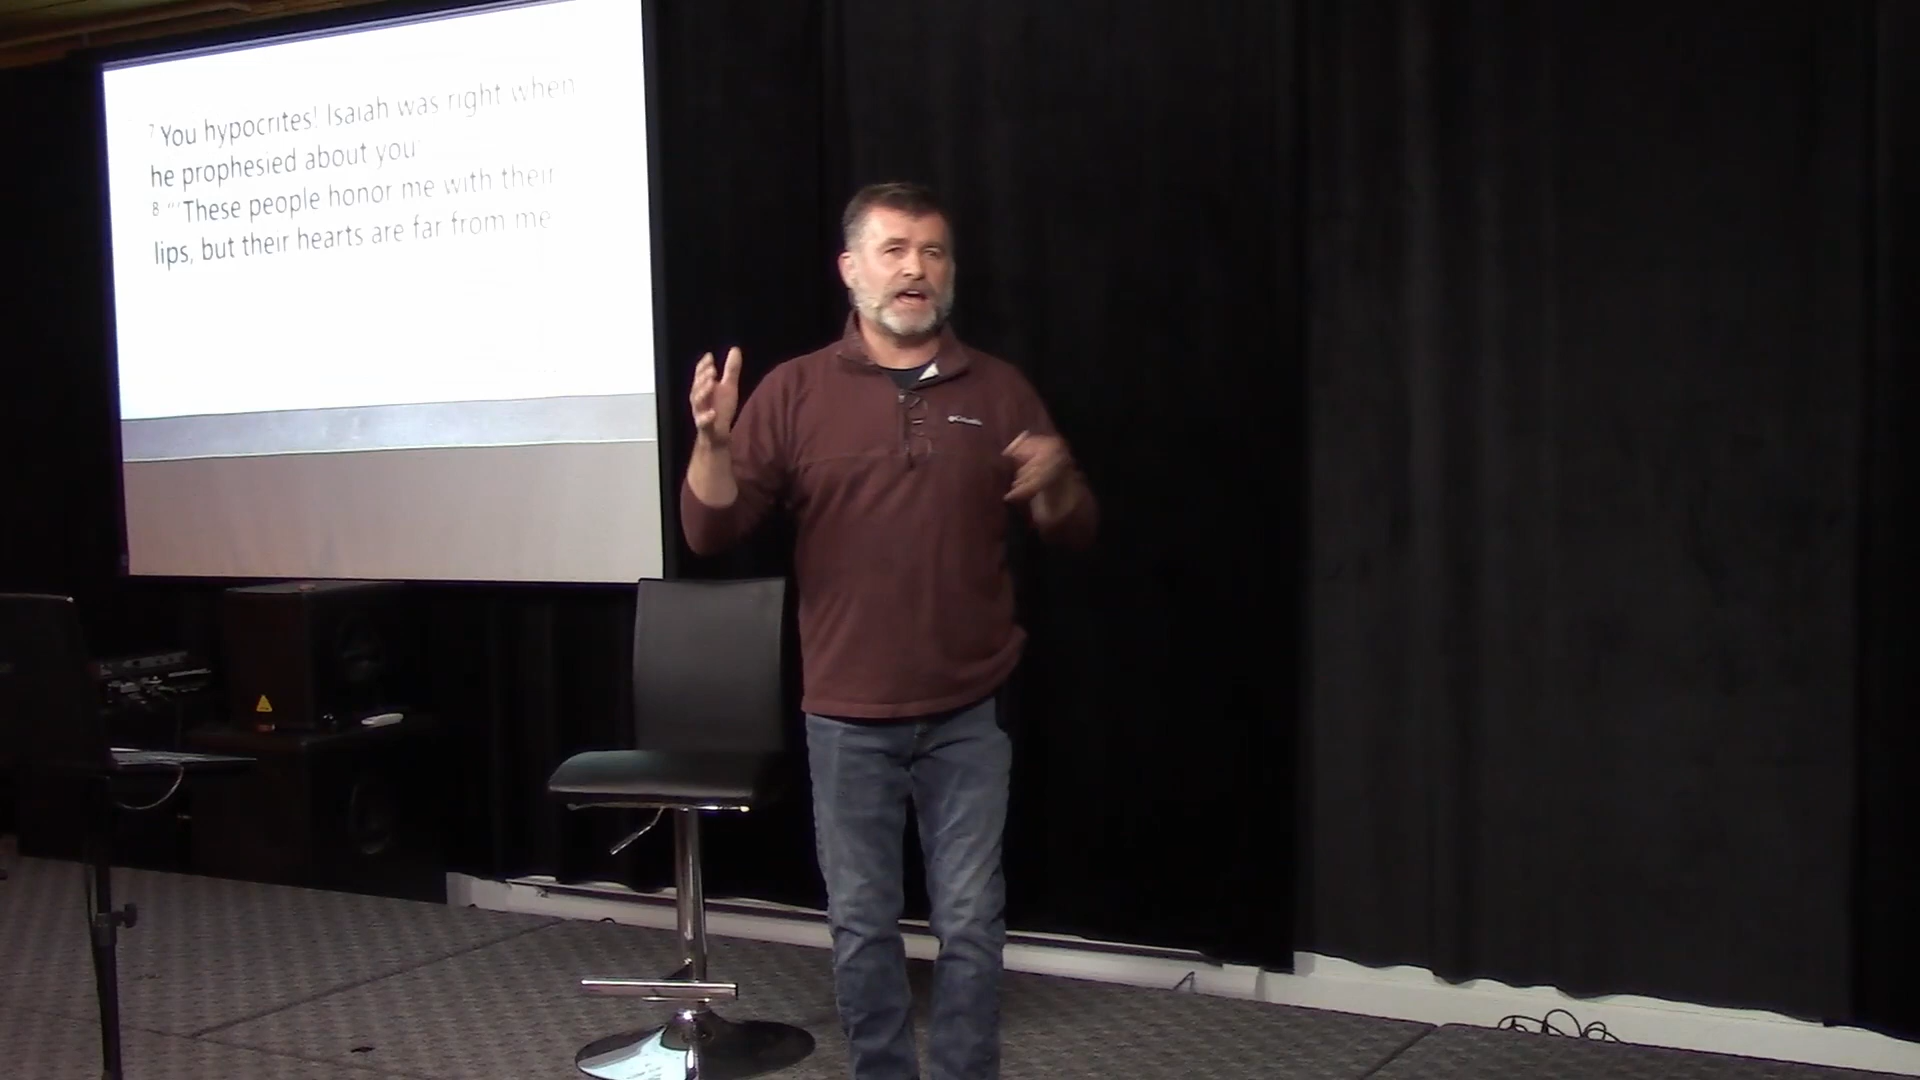 7 You hypocrites! Isaiah was right when
he prophesied about you:
8 “‘These people honor me with their
lips, but their hearts are far from me
Columbia